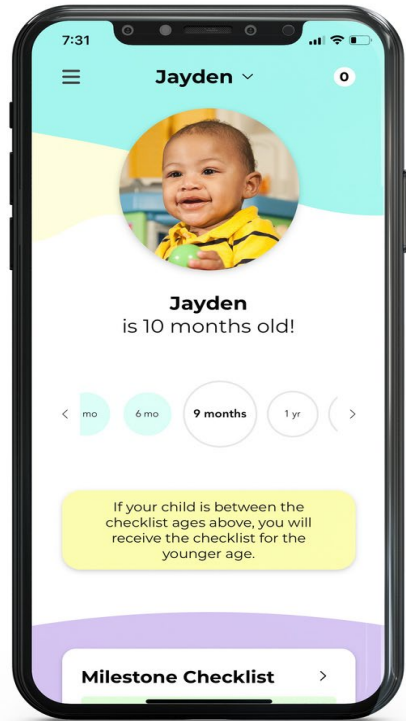 7:31
Jayden
0
Jayden
is 10 months old!
mo
6 mo
9 months
1 yr
If your child is between the
checklist ages above, you will
receive the checklist for the
younger age.
Milestone Checklist